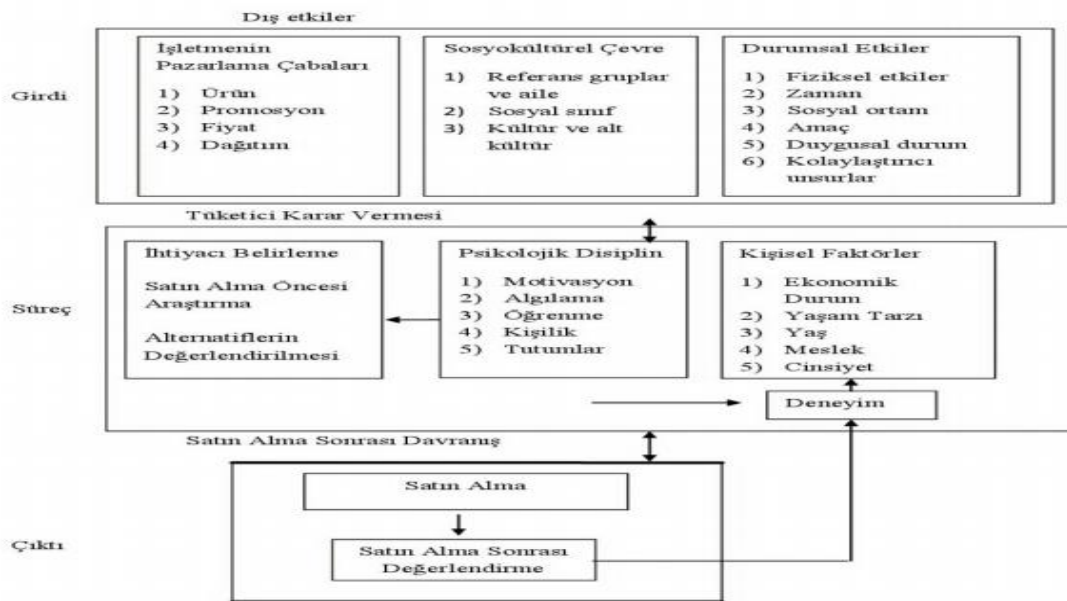 Dış etkiler
Girdi
İşletmenin
Pazarlama Çabaları
1) Ürün
2) Promosyon
3) Fiyat
4) Dağıtım
Sosyokültürel Çevre
1) Referans gruplar
ve aile
2) Sosyal sınıf
3) Kültür ve alt
kültür
Durumsal Etkiler
1) Fiziksel etkiler
2) Zaman
3) Sosyal ortam
4) Amaç
5) Duygusal durum
6) Kolaylaştırıcı
unsurlar
Tüketici Karar Vermesi
Süreç
İhtiyacı Belirleme
Satın Alma Öncesi
Araştırma
Alternatiflerin
Değerlendirilmesi
Psikolojik Disiplin
1) Motivasyon
2) Algılama
3) Öğrenme
4) Kişilik
5) Tutumlar
Kişisel Faktörler
1) Ekonomik
Durum
2) Yaşam Tarzı
3) Yaş
4) Meslek
5) Cinsiyet
Deneyim
Satın Alma Sonrası Davranış
Çıktı
Satın Alma
Satın Alma Sonrası
Değerlendirme